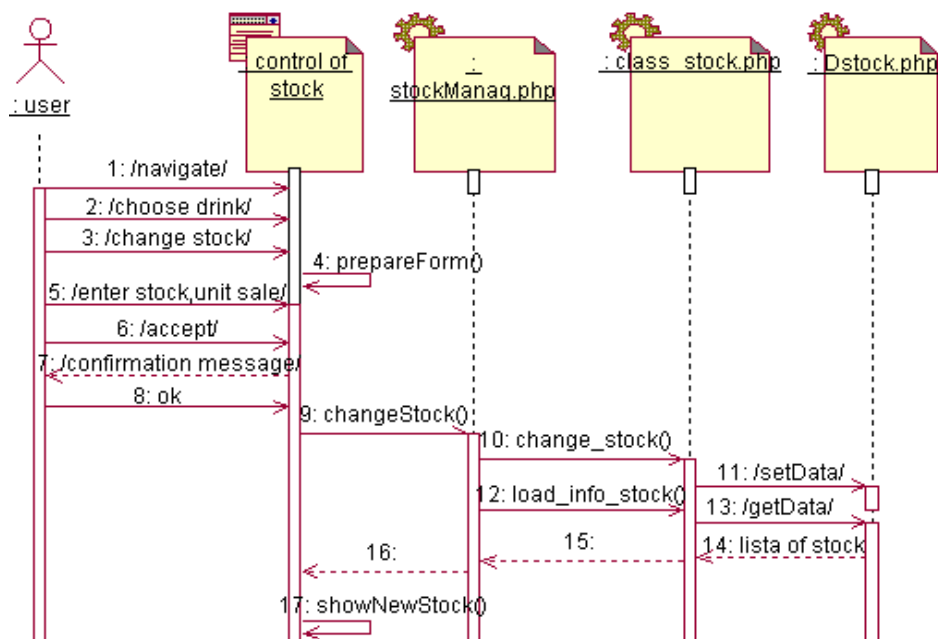 : user
control of
stock
:
stockManag.php
: class_stock.php
: Dstock.php
1: /navigate/
2: /choose drink/
3: /change stock/
4: prepareForm()
5: /enter stock,unit sale/
6: /accept/
7: /confirmation message/
8: ok
9: changeStock()
10: change_stock()
11: /setData/
12: load_info_stock()
13: /getData/
14: lista of stock
15:
16:
17: showNewStock()